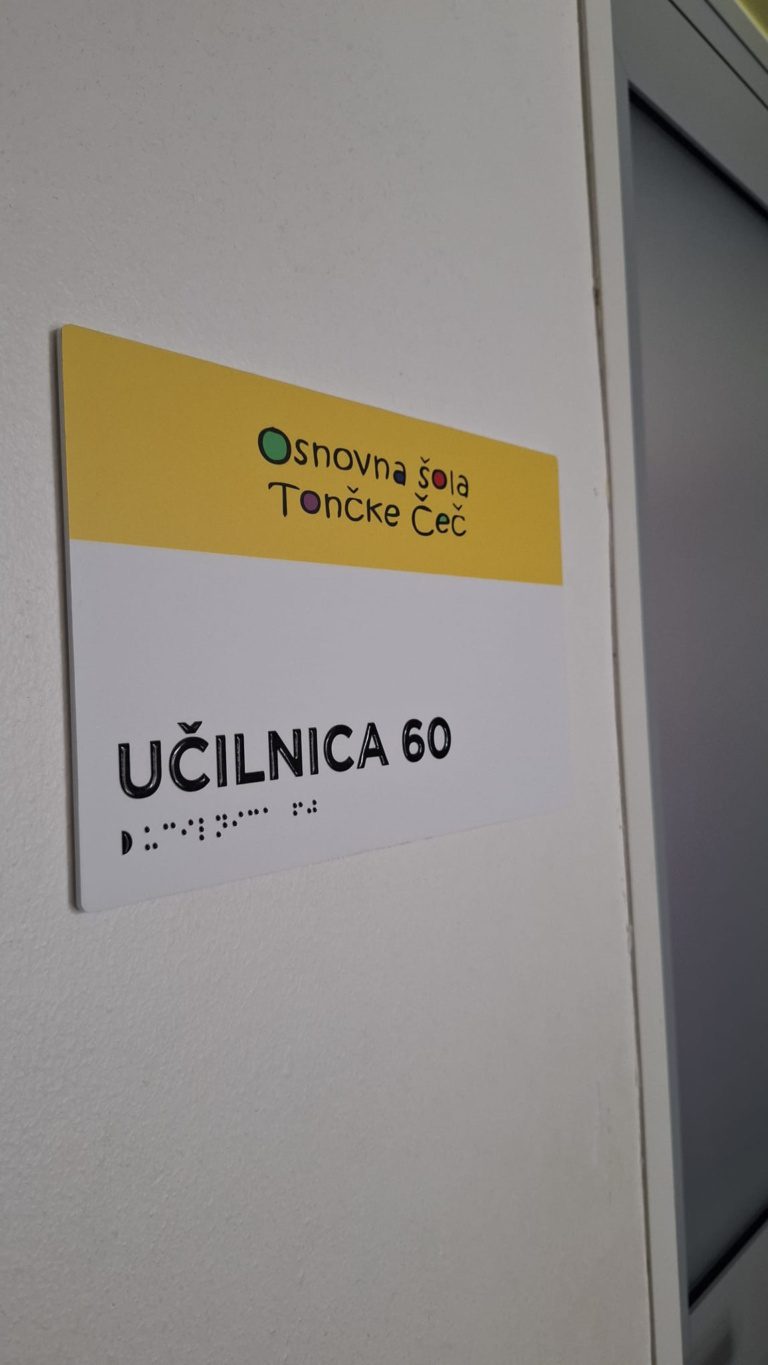 Osnovna šola
Tončke Čeč
UČILNICA 60